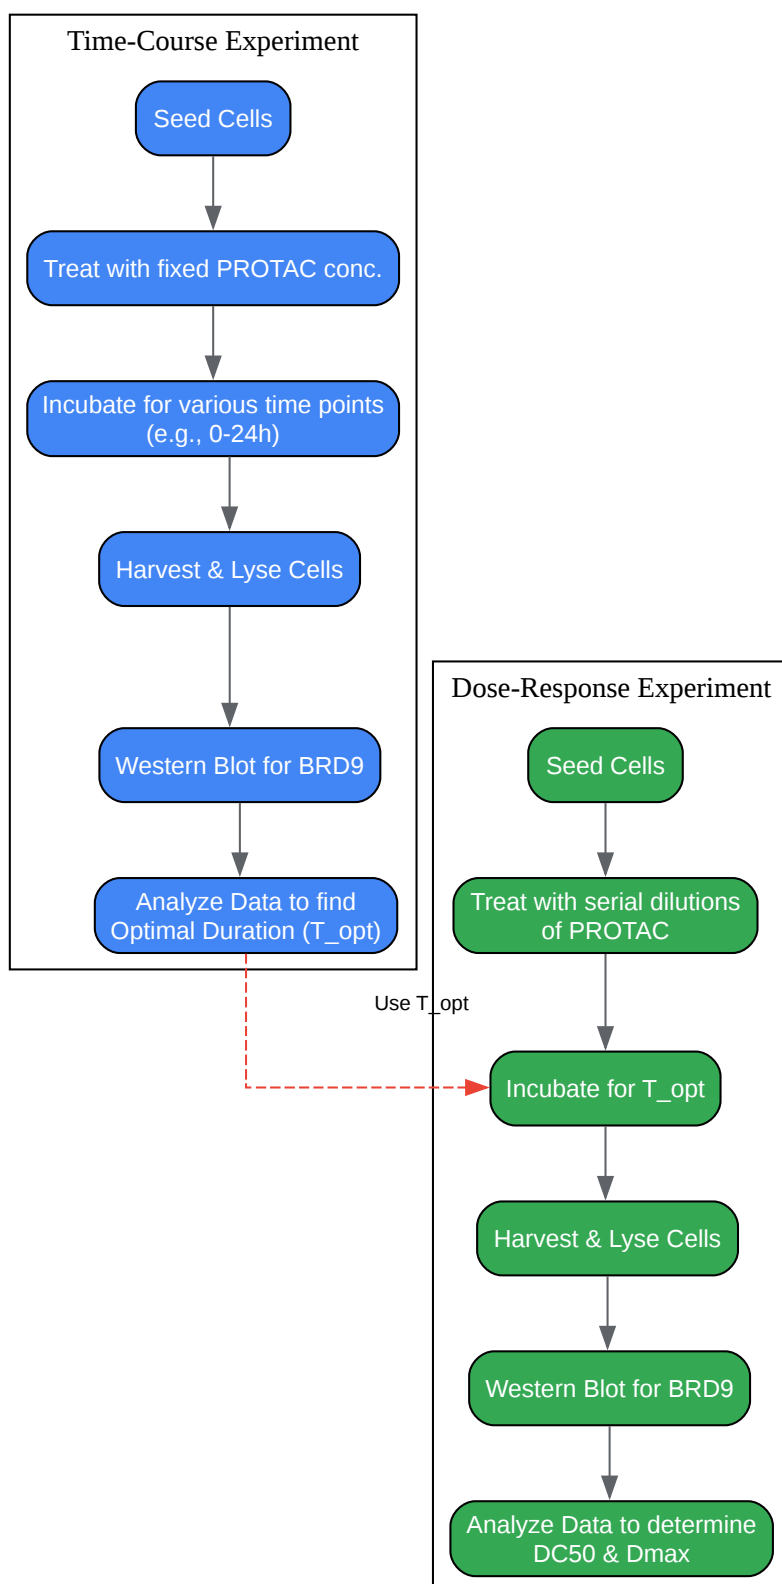 Time-Course Experiment
Seed Cells
Treat with fixed PROTAC conc.
Incubate for various time points
(e.g., 0-24h)
Harvest & Lyse Cells
Western Blot for BRD9
Analyze Data to find
Optimal Duration (T_opt)
Use T_opt
Dose-Response Experiment
Seed Cells
Treat with serial dilutions
of PROTAC
Incubate for T_opt
Harvest & Lyse Cells
Western Blot for BRD9
Analyze Data to determine
DC50 & Dmax